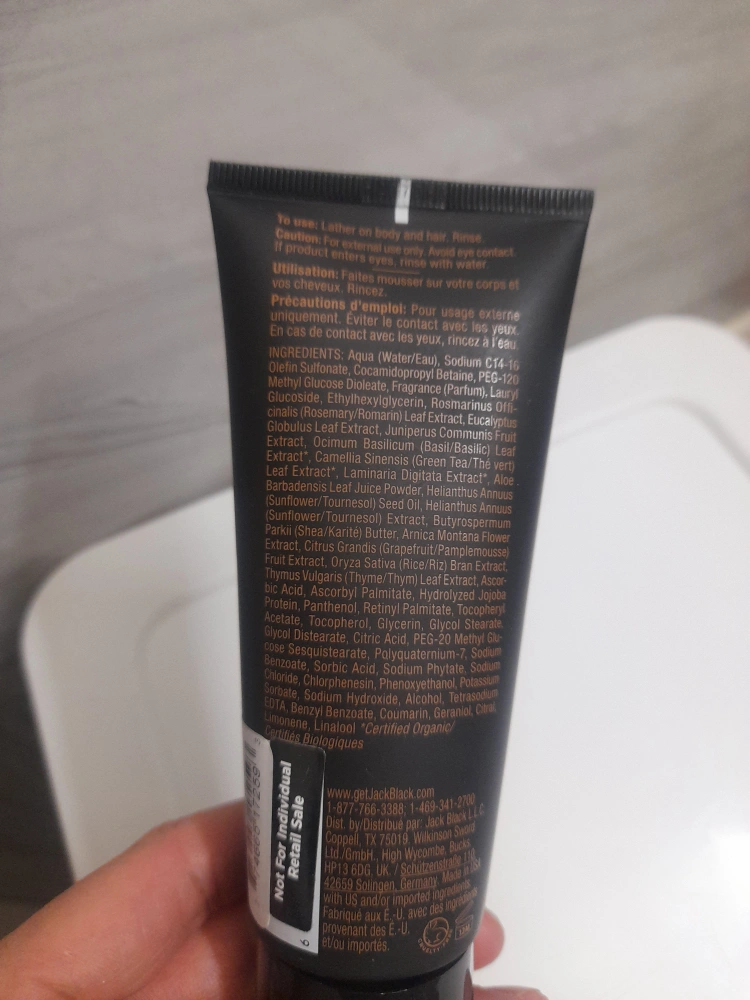 To use: Lather on body and hair. Rinse.
Caution: For external use only. Avoid eye contact.
If product enters eyes, rinse with water.
Utilisation: Faites mousser sur votre corps et
vos cheveux. Rincez.
Précautions d'emploi: Pour usage externe
uniquement. Éviter le contact avec les yeux.
En cas de contact avec les yeux, rincez à l'eau.
INGREDIENTS: Aqua (Water/Eau), Sodium C14-16
Olefin Sulfonate, Cocamidopropyl Betaine, PEG-120
Methyl Glucose Dioleate, Fragrance (Parfum), Lauryl
Glucoside, Ethylhexylglycerin, Rosmarinus Offi-
cinalis (Rosemary/Romarin) Leaf Extract, Eucalyptus
Globulus Leaf Extract, Juniperus Communis Fruit
Extract, Ocimum Basilicum (Basil/Basilic) Leaf
Extract*, Camellia Sinensis (Green Tea/Thé vert)
Leaf Extract*, Laminaria Digitata Extract*, Aloe
Barbadensis Leaf Juice Powder, Helianthus Annuus
(Sunflower/Tournesol) Seed Oil, Helianthus Annuus
(Sunflower/Tournesol) Extract, Butyrospermum
Parkii (Shea/Karité) Butter, Arnica Montana Flower
Extract, Citrus Grandis (Grapefruit/Pamplemousse)
Fruit Extract, Oryza Sativa (Rice/Riz) Bran Extract,
Thymus Vulgaris (Thyme/Thym) Leaf Extract, Ascor-
bic Acid, Ascorbyl Palmitate, Hydrolyzed Jojoba
Protein, Panthenol, Retinyl Palmitate, Tocopheryl
Acetate, Tocopherol, Glycerin, Glycol Stearate,
Glycol Distearate, Citric Acid, PEG-20 Methyl Glu-
cose Sesquistearate, Polyquaternium-7, Sodium
Benzoate, Sorbic Acid, Sodium Phytate, Sodium
Chloride, Chlorphenesin, Phenoxyethanol, Potassium
Sorbate, Sodium Hydroxide, Alcohol, Tetrasodium
EDTA, Benzyl Benzoate, Coumarin, Geraniol, Citral,
Limonene, Linalool *Certified Organic/
Certifiés Biologiques
Not For Individual
Retail Sale
6
www.getJackBlack.com
1-877-766-3388, 1-469-341-2700
Dist. by/Distribué par: Jack Black L.L.C.
Coppell, TX 75019. Wilkinson Sword
Ltd./GmbH., High Wycombe, Bucks.
HP13 6DG, UK. / Schützenstraße 110,
42659 Solingen, Germany. Made in USA
with US and/or imported ingredients.
Fabriqué aux É.-U. avec des ingrédients
provenant des É.-U.
et/ou importés.